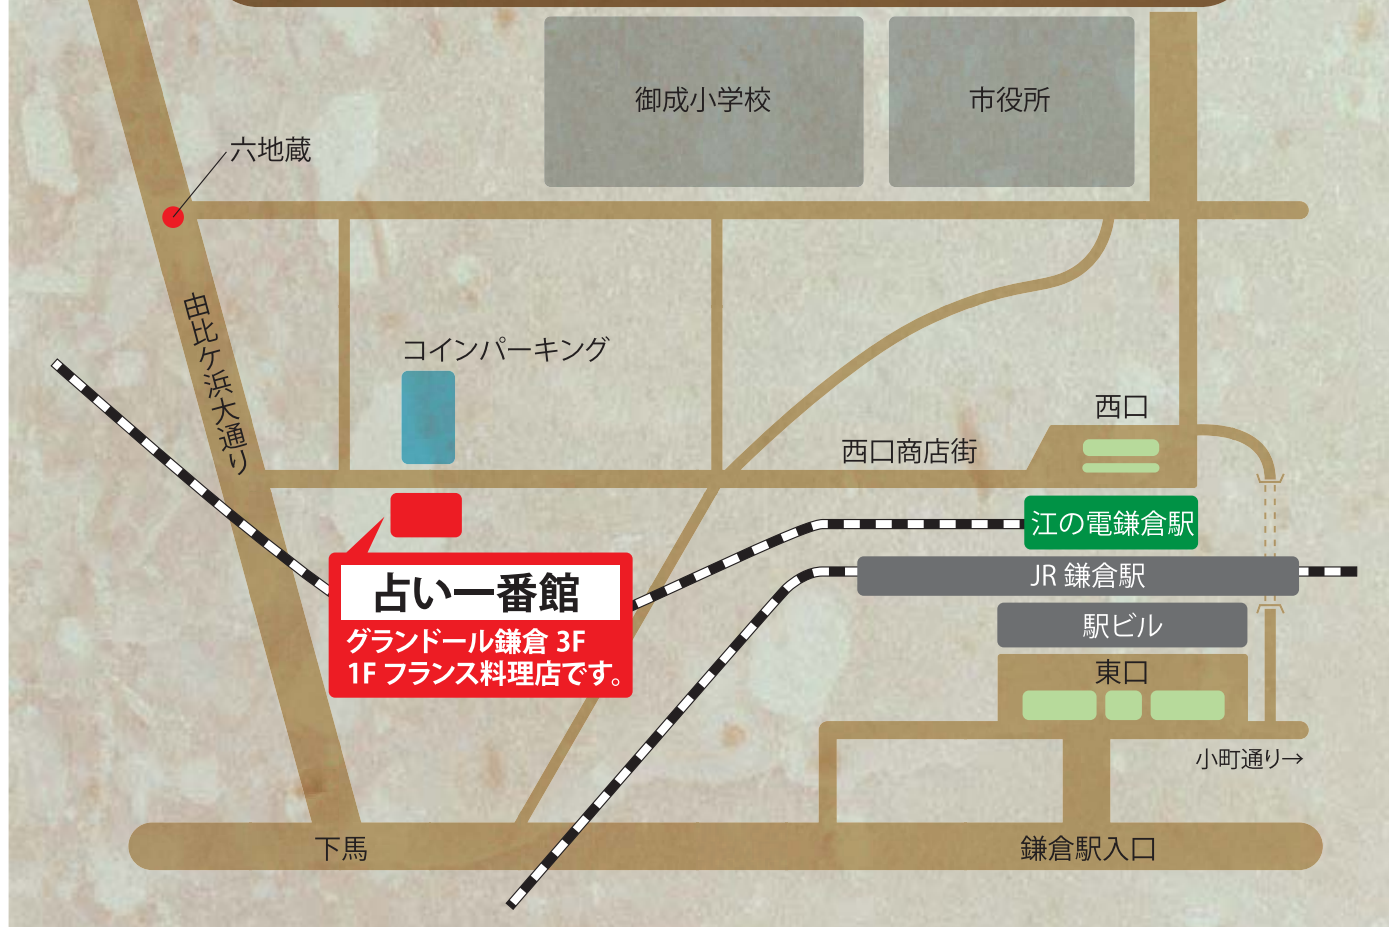 御成小学校
市役所
六地蔵
由比ケ浜大通り
コインパーキング
西口
西口商店街
江の電鎌倉駅
JR 鎌倉駅
占い一番館
グランドール鎌倉 3F
1F フランス料理店です。
駅ビル
東口
小町通り→
下馬
鎌倉駅入口